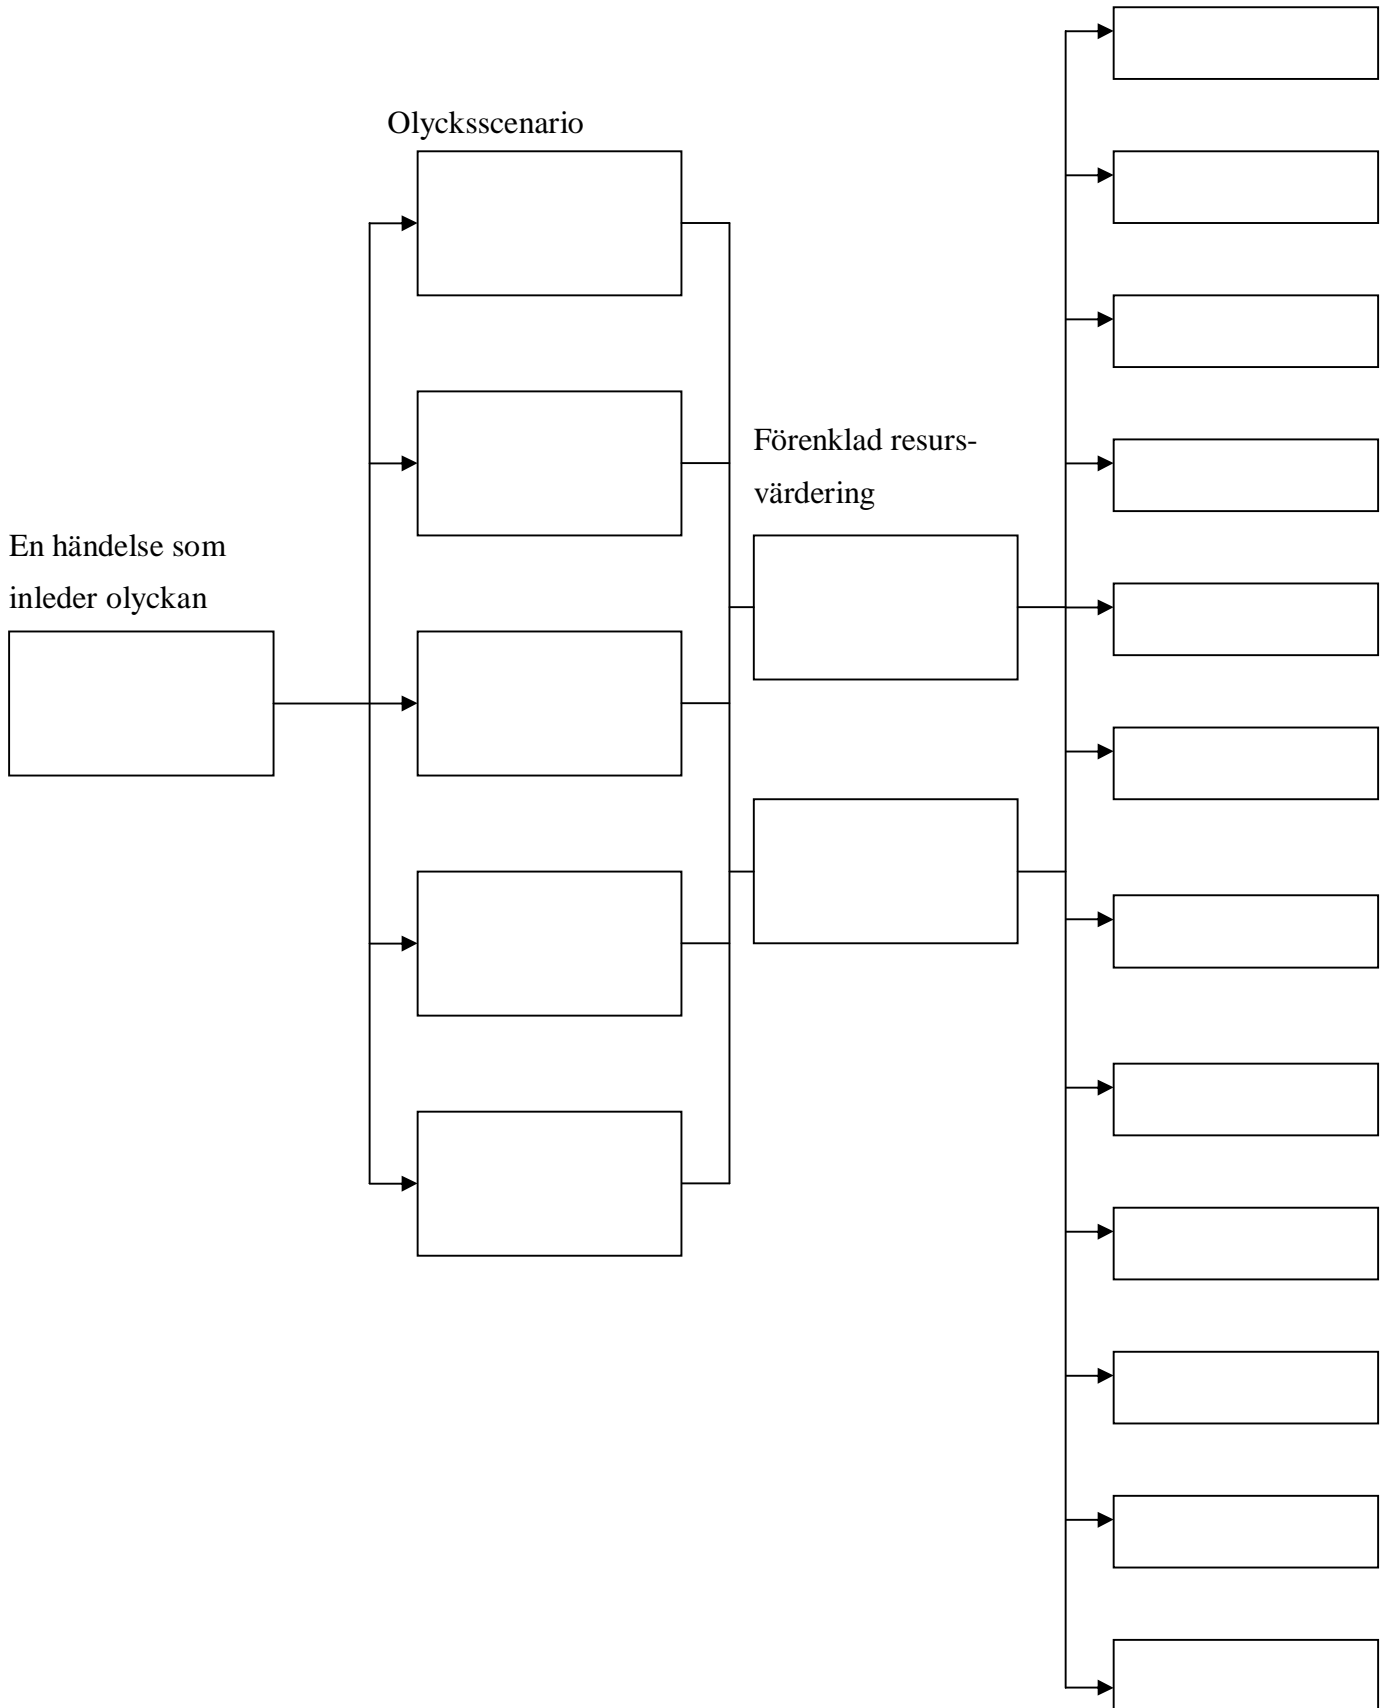 Olycksscenario
Förenklad resurs-
värdering
En händelse som
inleder olyckan